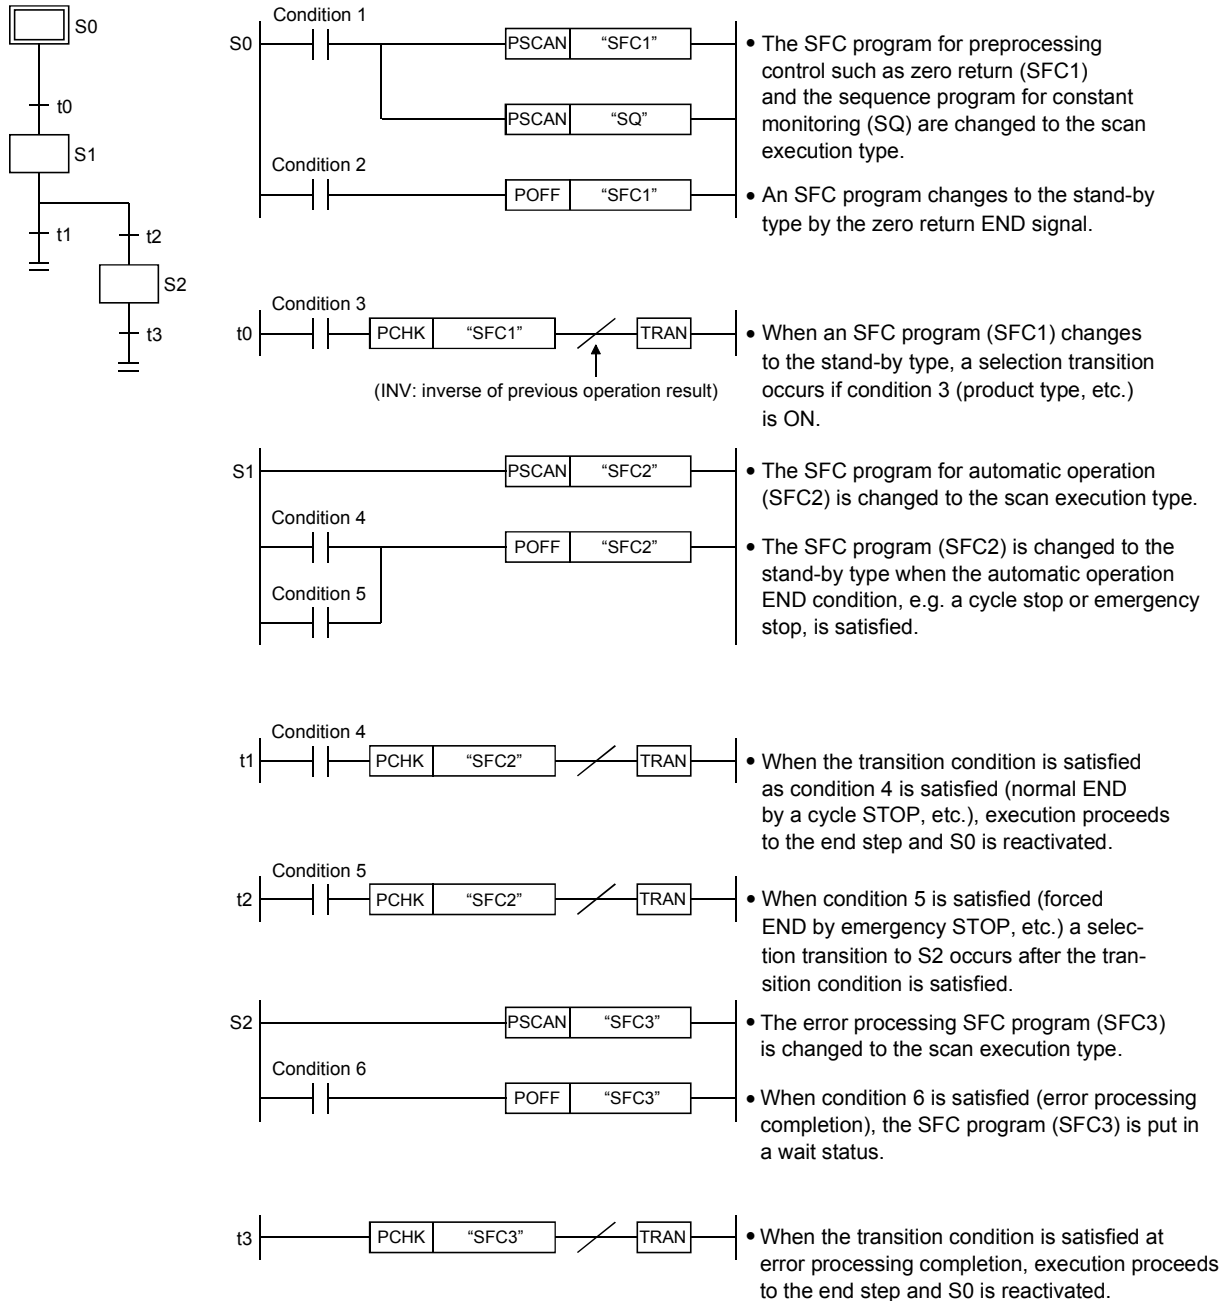 S0
t0
S1
t1
t2
S2
t3
Condition 1
S0
PSCAN "SFC1"
PSCAN "SQ"
Condition 2
POFF "SFC1"
• The SFC program for preprocessing
control such as zero return (SFC1)
and the sequence program for constant
monitoring (SQ) are changed to the scan
execution type.
• An SFC program changes to the stand-by
type by the zero return END signal.
Condition 3
t0
PCHK "SFC1"
TRAN
(INV: inverse of previous operation result)
• When an SFC program (SFC1) changes
to the stand-by type, a selection transition
occurs if condition 3 (product type, etc.)
is ON.
S1
PSCAN "SFC2"
• The SFC program for automatic operation
(SFC2) is changed to the scan execution type.
Condition 4
POFF "SFC2"
Condition 5
• The SFC program (SFC2) is changed to the
stand-by type when the automatic operation
END condition, e.g. a cycle stop or emergency
stop, is satisfied.
Condition 4
t1
PCHK "SFC2"
TRAN
• When the transition condition is satisfied
as condition 4 is satisfied (normal END
by a cycle STOP, etc.), execution proceeds
to the end step and S0 is reactivated.
Condition 5
t2
PCHK "SFC2"
TRAN
• When condition 5 is satisfied (forced
END by emergency STOP, etc.) a selec-
tion transition to S2 occurs after the tran-
sition condition is satisfied.
S2
PSCAN "SFC3"
• The error processing SFC program (SFC3)
is changed to the scan execution type.
Condition 6
POFF "SFC3"
• When condition 6 is satisfied (error processing
completion), the SFC program (SFC3) is put in
a wait status.
t3
PCHK "SFC3"
TRAN
• When the transition condition is satisfied at
error processing completion, execution proceeds
to the end step and S0 is reactivated.